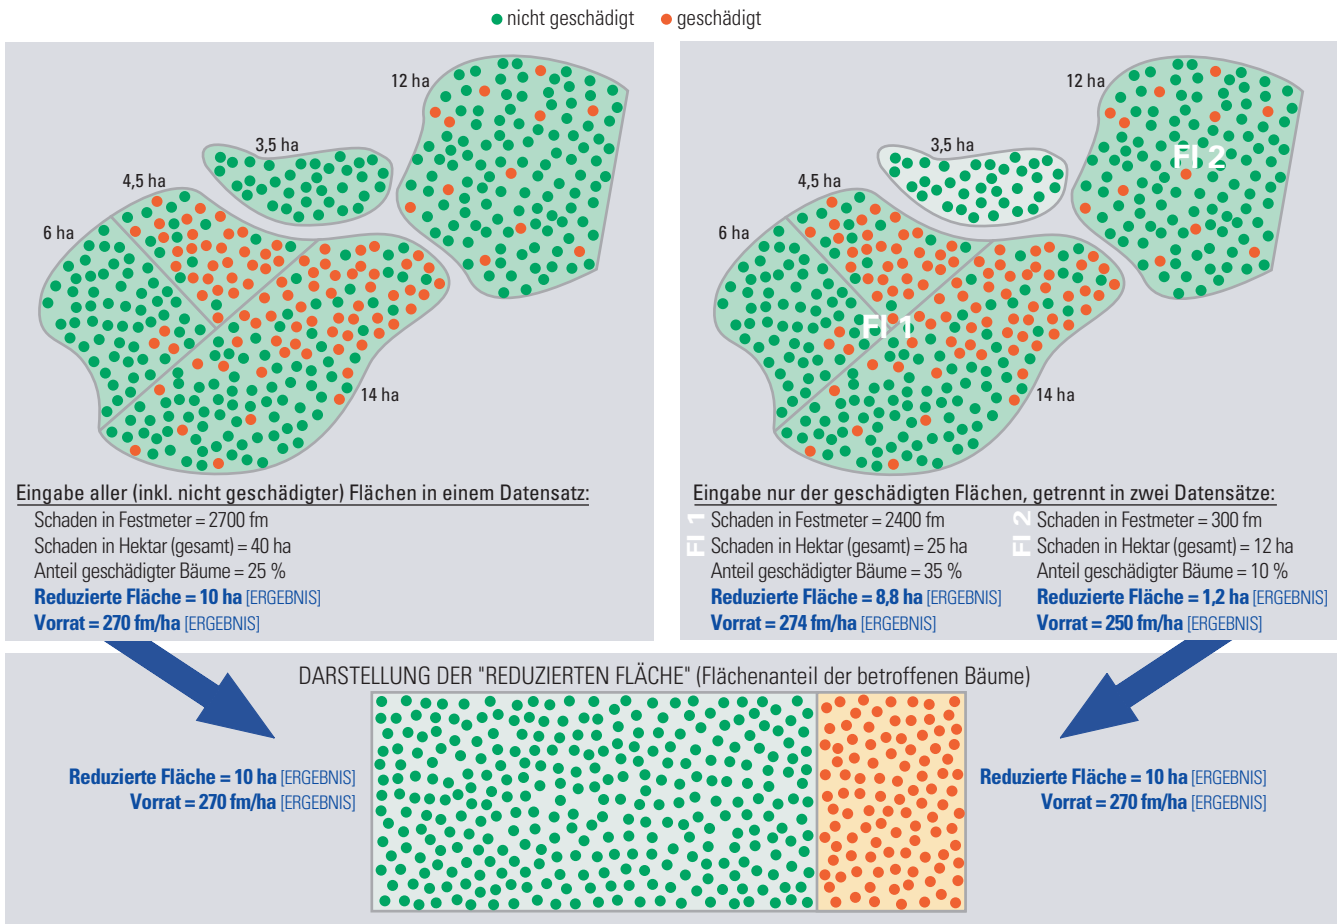 nicht geschädigt geschädigt
12 ha
3,5 ha
4,5 ha
6 ha
14 ha
Eingabe aller (inkl. nicht geschädigter) Flächen in einem Datensatz:
Schaden in Festmeter = 2700 fm
Schaden in Hektar (gesamt) = 40 ha
Anteil geschädigter Bäume = 25 %
Reduzierte Fläche = 10 ha [ERGEBNIS]
Vorrat = 270 fm/ha [ERGEBNIS]
12 ha
FI 2
3,5 ha
4,5 ha
6 ha
FI 1
14 ha
Eingabe nur der geschädigten Flächen, getrennt in zwei Datensätze:
FI 1
Schaden in Festmeter = 2400 fm
Schaden in Hektar (gesamt) = 25 ha
Anteil geschädigter Bäume = 35 %
Reduzierte Fläche = 8,8 ha [ERGEBNIS]
Vorrat = 274 fm/ha [ERGEBNIS]
FI 2
Schaden in Festmeter = 300 fm
Schaden in Hektar (gesamt) = 12 ha
Anteil geschädigter Bäume = 10 %
Reduzierte Fläche = 1,2 ha [ERGEBNIS]
Vorrat = 250 fm/ha [ERGEBNIS]
DARSTELLUNG DER "REDUZIERTEN FLÄCHE" (Flächenanteil der betroffenen Bäume)
Reduzierte Fläche = 10 ha [ERGEBNIS]
Vorrat = 270 fm/ha [ERGEBNIS]
Reduzierte Fläche = 10 ha [ERGEBNIS]
Vorrat = 270 fm/ha [ERGEBNIS]